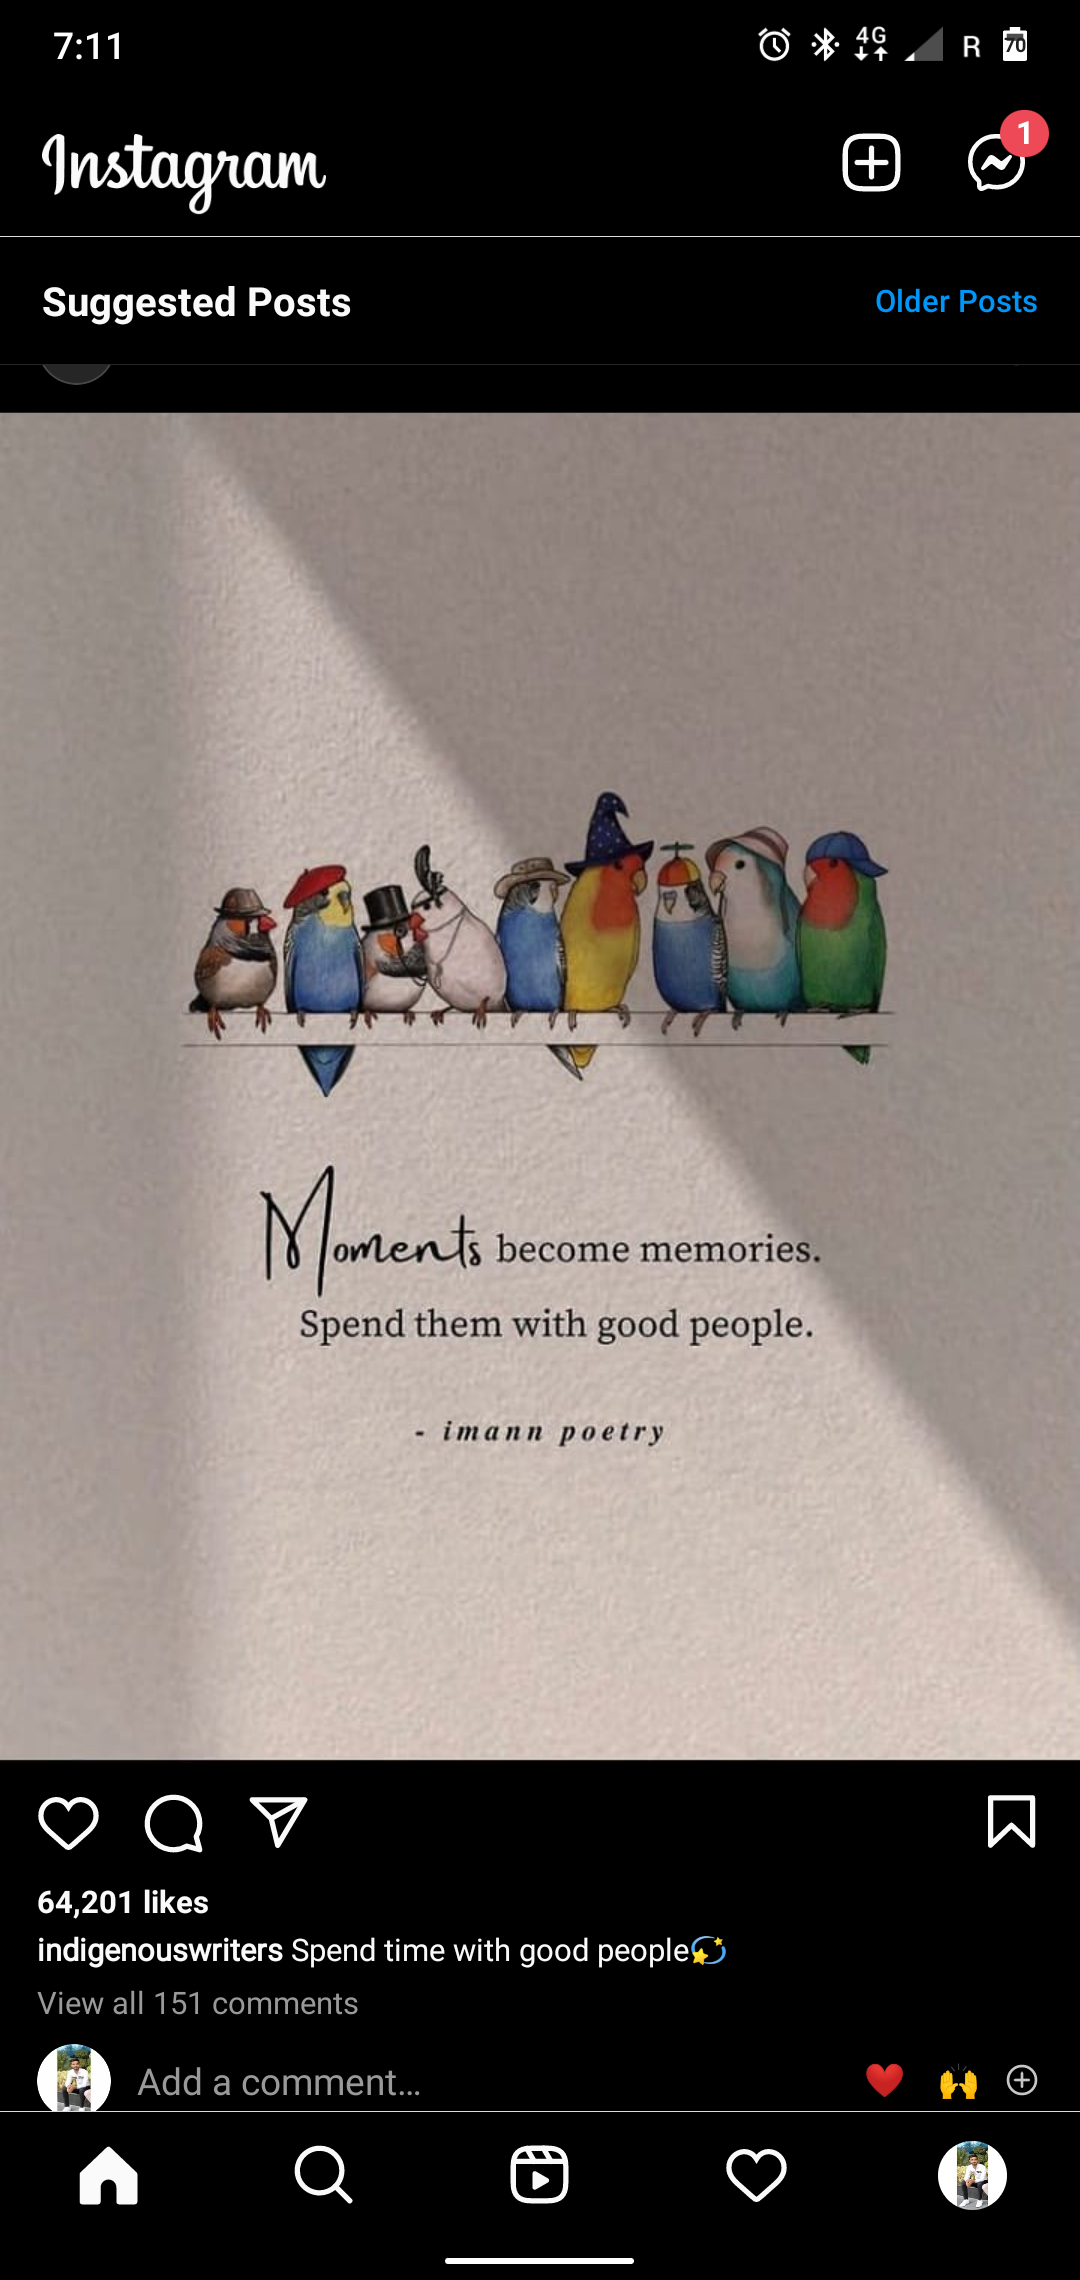 7:11
4G
R
70
Instagram
1
Suggested Posts
Older Posts
Moments become memories.
Spend them with good people.
- imann poetry
64,201 likes
indigenouswriters Spend time with good people💫
View all 151 comments
Add a comment...